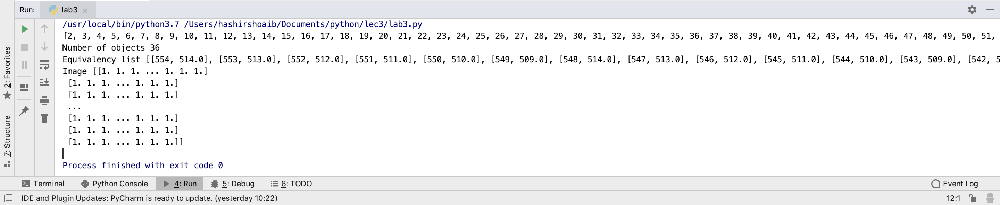 Run: lab3
/usr/local/bin/python3.7 /Users/hashirshoaib/Documents/python/lec3/lab3.py
[2, 3, 4, 5, 6, 7, 8, 9, 10, 11, 12, 13, 14, 15, 16, 17, 18, 19, 20, 21, 22, 23, 24, 25, 26, 27, 28, 29, 30, 31, 32, 33, 34, 35, 36, 37, 38, 39, 40, 41, 42, 43, 44, 45, 46, 47, 48, 49, 50, 51,
Number of objects 36
Equivalency list [[554, 514.0], [553, 513.0], [552, 512.0], [551, 511.0], [550, 510.0], [549, 509.0], [548, 514.0], [547, 513.0], [546, 512.0], [545, 511.0], [544, 510.0], [543, 509.0], [542, 5
Image [[1. 1. 1. ... 1. 1. 1.]
[1. 1. 1. ... 1. 1. 1.]
[1. 1. 1. ... 1. 1. 1.]
...
[1. 1. 1. ... 1. 1. 1.]
[1. 1. 1. ... 1. 1. 1.]
[1. 1. 1. ... 1. 1. 1.]]
Process finished with exit code 0
2: Favorites
7: Structure
Terminal Python Console 4: Run 5: Debug 6: TODO Event Log
IDE and Plugin Updates: PyCharm is ready to update. (yesterday 10:22) 12:1